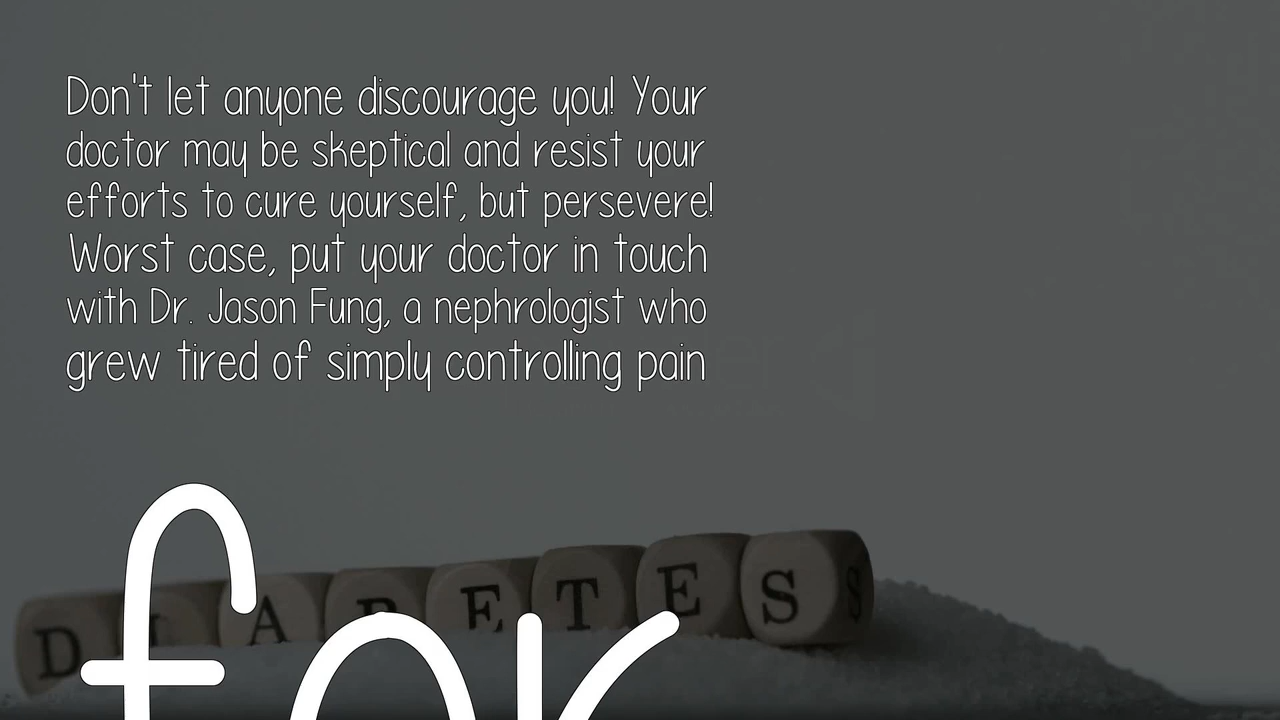 Don't let anyone discourage you! Your
doctor may be skeptical and resist your
efforts to cure yourself, but persevere!
Worst case, put your doctor in touch
with Dr. Jason Fung, a nephrologist who
grew tired of simply controlling pain
for
DIABETES